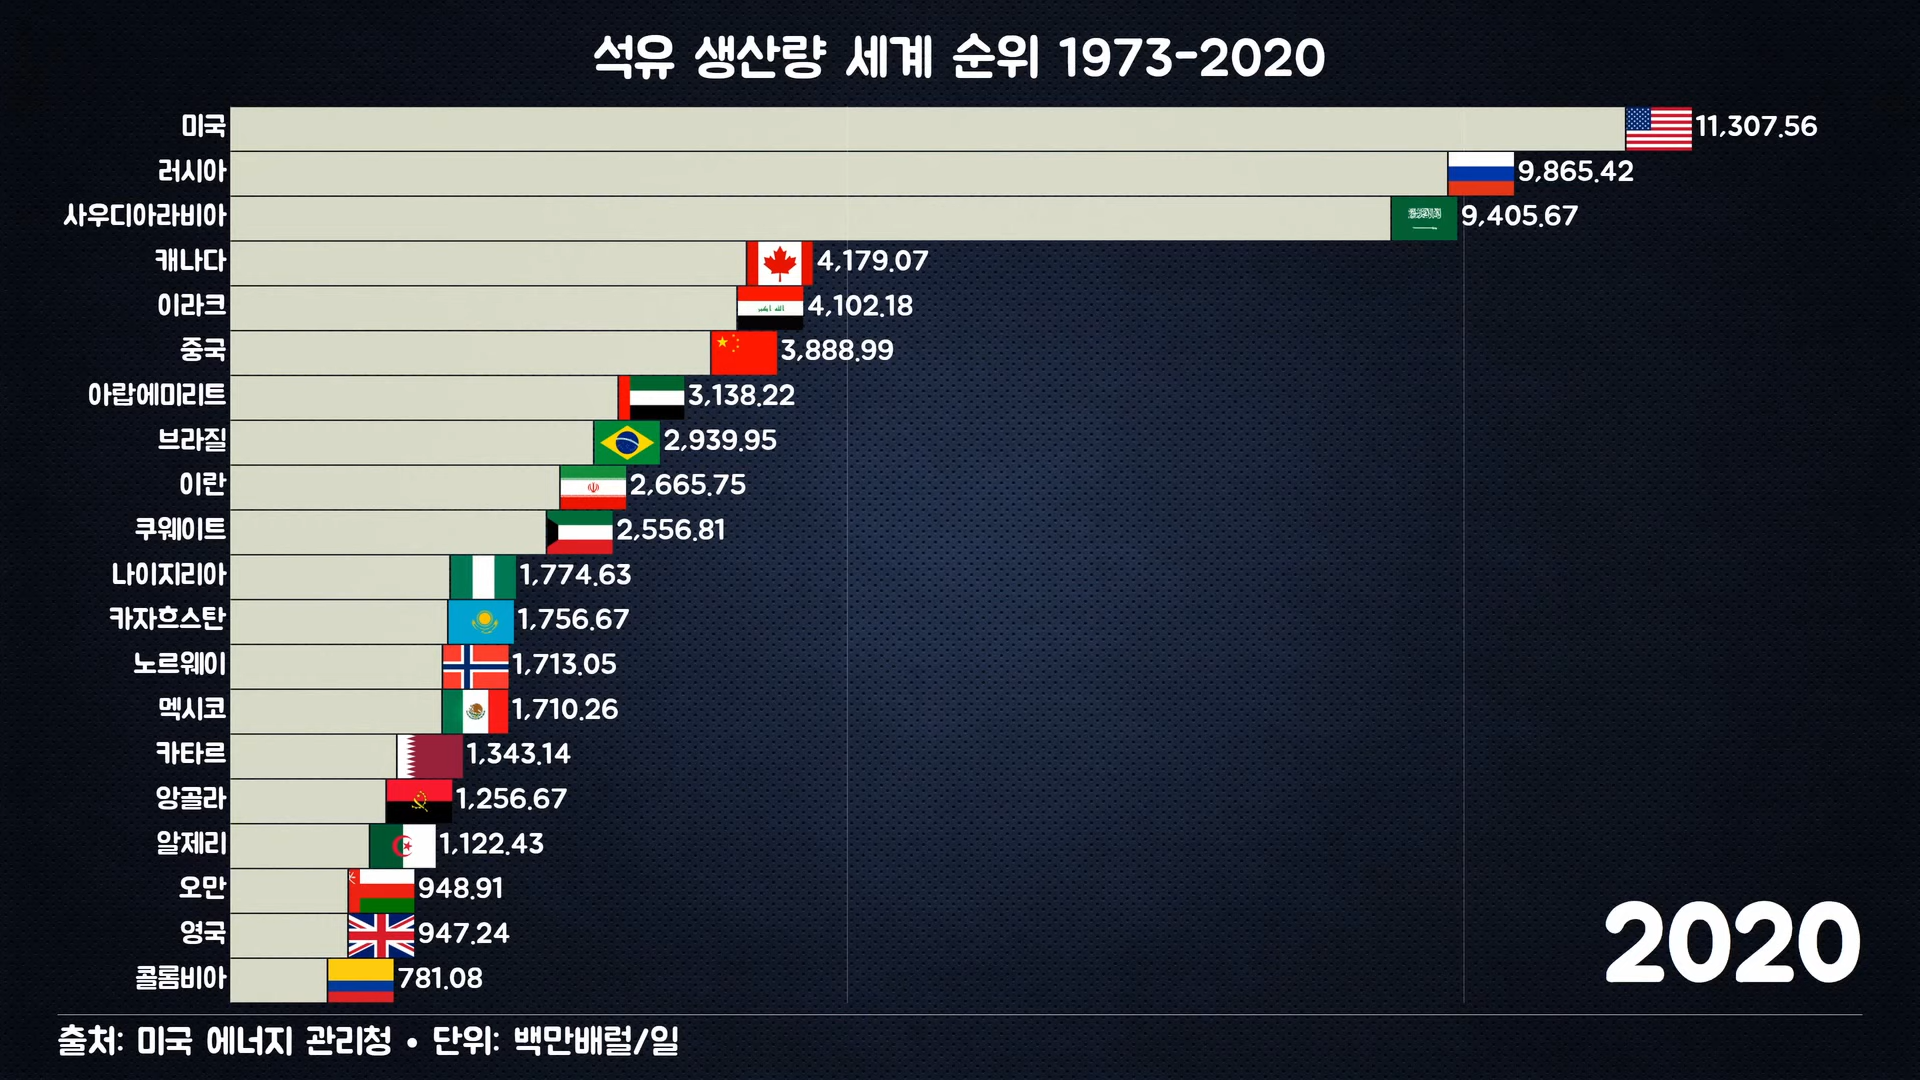 석유 생산량 세계 순위 1973-2020
미국 11,307.56
러시아 9,865.42
사우디아라비아 9,405.67
캐나다 4,179.07
이라크 4,102.18
중국 3,888.99
아랍에미리트 3,138.22
브라질 2,939.95
이란 2,665.75
쿠웨이트 2,556.81
나이지리아 1,774.63
카자흐스탄 1,756.67
노르웨이 1,713.05
멕시코 1,710.26
카타르 1,343.14
앙골라 1,256.67
알제리 1,122.43
오만 948.91
영국 947.24
콜롬비아 781.08
2020
출처: 미국 에너지 관리청 • 단위: 백만배럴/일